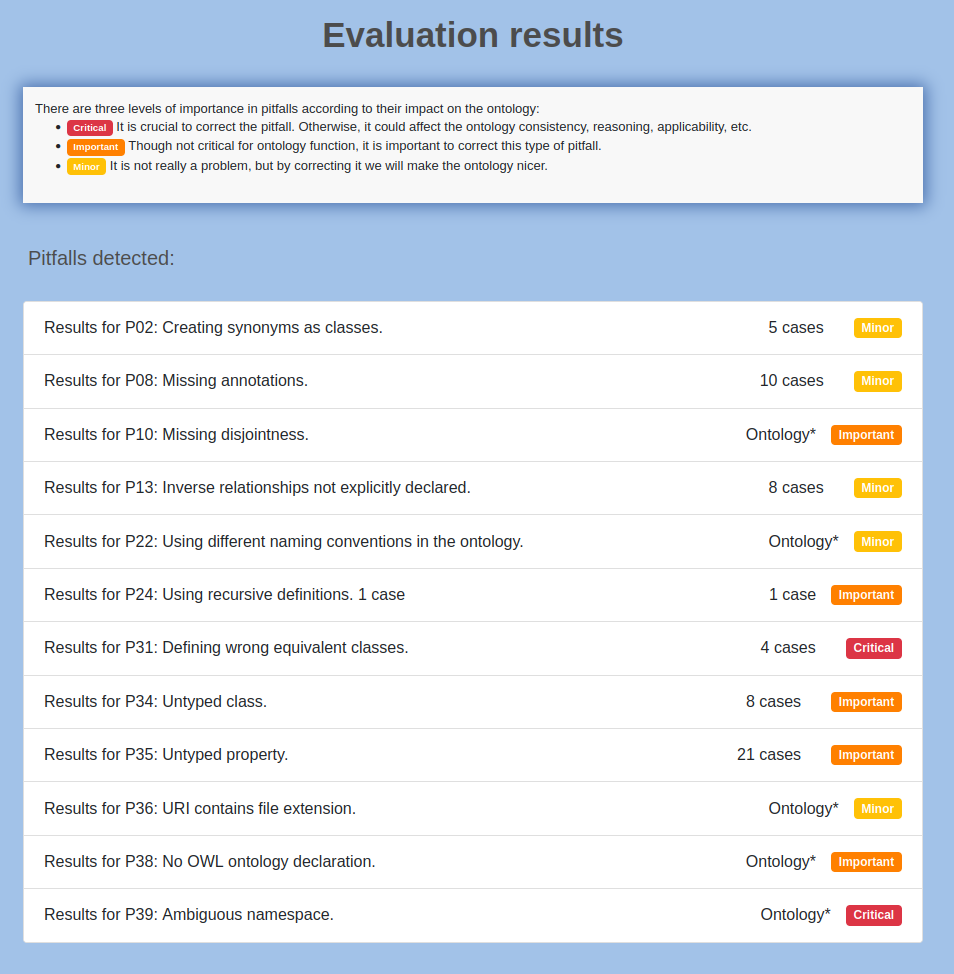 Evaluation results
There are three levels of importance in pitfalls according to their impact on the ontology:
• Critical It is crucial to correct the pitfall. Otherwise, it could affect the ontology consistency, reasoning, applicability, etc.
• Important Though not critical for ontology function, it is important to correct this type of pitfall.
• Minor It is not really a problem, but by correcting it we will make the ontology nicer.
Pitfalls detected:
Results for P02: Creating synonyms as classes. 5 cases Minor
Results for P08: Missing annotations. 10 cases Minor
Results for P10: Missing disjointness. Ontology* Important
Results for P13: Inverse relationships not explicitly declared. 8 cases Minor
Results for P22: Using different naming conventions in the ontology. Ontology* Minor
Results for P24: Using recursive definitions. 1 case 1 case Important
Results for P31: Defining wrong equivalent classes. 4 cases Critical
Results for P34: Untyped class. 8 cases Important
Results for P35: Untyped property. 21 cases Important
Results for P36: URI contains file extension. Ontology* Minor
Results for P38: No OWL ontology declaration. Ontology* Important
Results for P39: Ambiguous namespace. Ontology* Critical